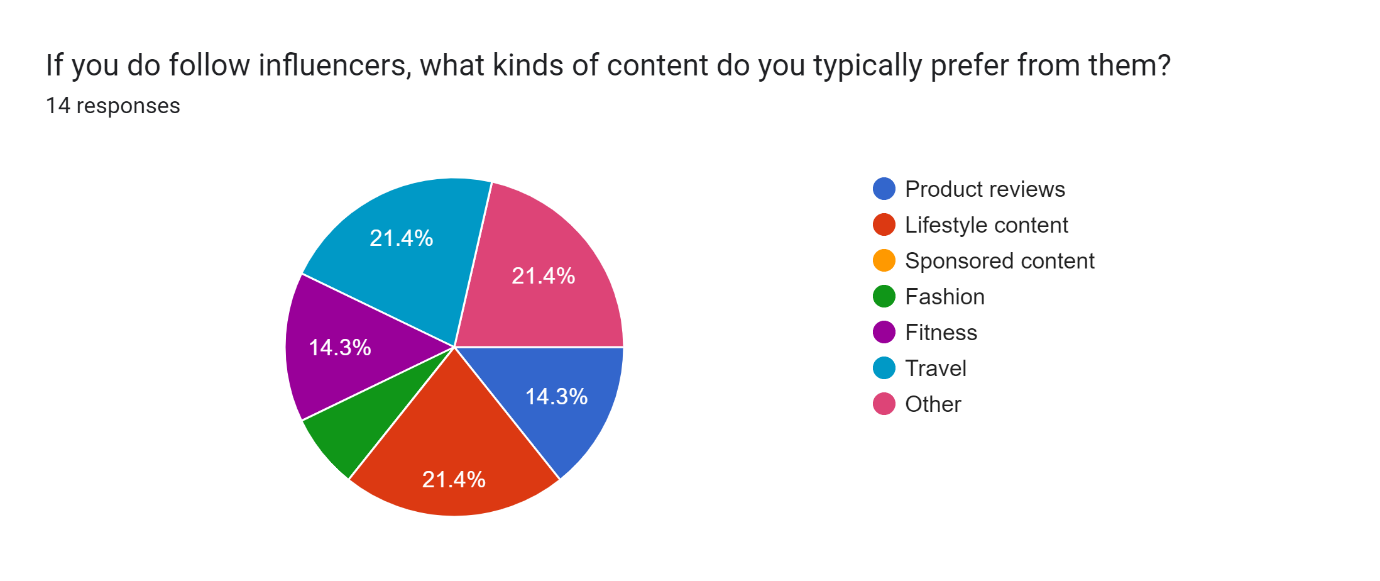 If you do follow influencers, what kinds of content do you typically prefer from them?
14 responses
21.4%
21.4%
14.3%
14.3%
21.4%
Product reviews
Lifestyle content
Sponsored content
Fashion
Fitness
Travel
Other